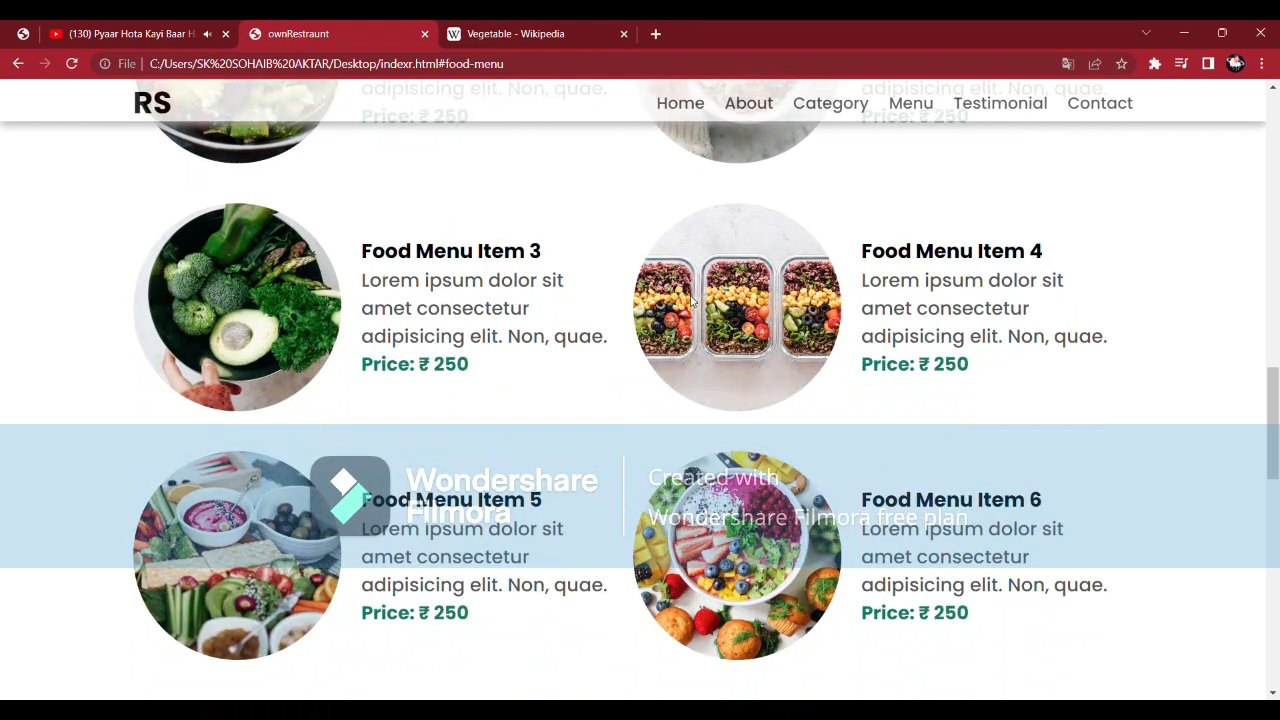 (130) Pyaar Hota Kayi Baar H
ownRestraunt
Vegetable - Wikipedia
File
C:/Users/SK%20SOHAIB%20AKTAR/Desktop/indexr.html#food-menu
RS
Home
About
Category
Menu
Testimonial
Contact
adipisicing elit. Non, quae.
Price: ₹ 250
adipisicing elit. Non, quae.
Price: ₹ 250
Food Menu Item 3
Lorem ipsum dolor sit
amet consectetur
adipisicing elit. Non, quae.
Price: ₹ 250
Food Menu Item 4
Lorem ipsum dolor sit
amet consectetur
adipisicing elit. Non, quae.
Price: ₹ 250
Food Menu Item 5
Lorem ipsum dolor sit
amet consectetur
adipisicing elit. Non, quae.
Price: ₹ 250
Food Menu Item 6
Lorem ipsum dolor sit
amet consectetur
adipisicing elit. Non, quae.
Price: ₹ 250
Wondershare
Filmora
Created with
Wondershare Filmora free plan